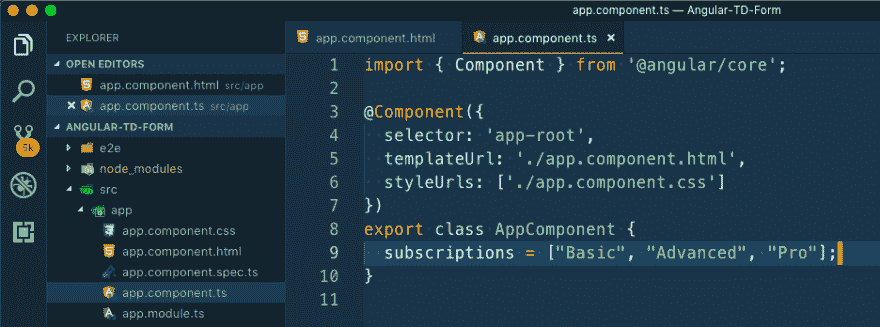 app.component.ts — Angular-TD-Form
EXPLORER
OPEN EDITORS
app.component.html src/app
app.component.ts src/app
ANGULAR-TD-FORM
e2e
node_modules
src
app
app.component.css
app.component.html
app.component.spec.ts
app.component.ts
app.module.ts
5k
app.component.html
app.component.ts
1 import { Component } from '@angular/core';
2
3 @Component({
4   selector: 'app-root',
5   templateUrl: './app.component.html',
6   styleUrls: ['./app.component.css']
7 })
8 export class AppComponent {
9   subscriptions = ["Basic", "Advanced", "Pro"];
10 }
11